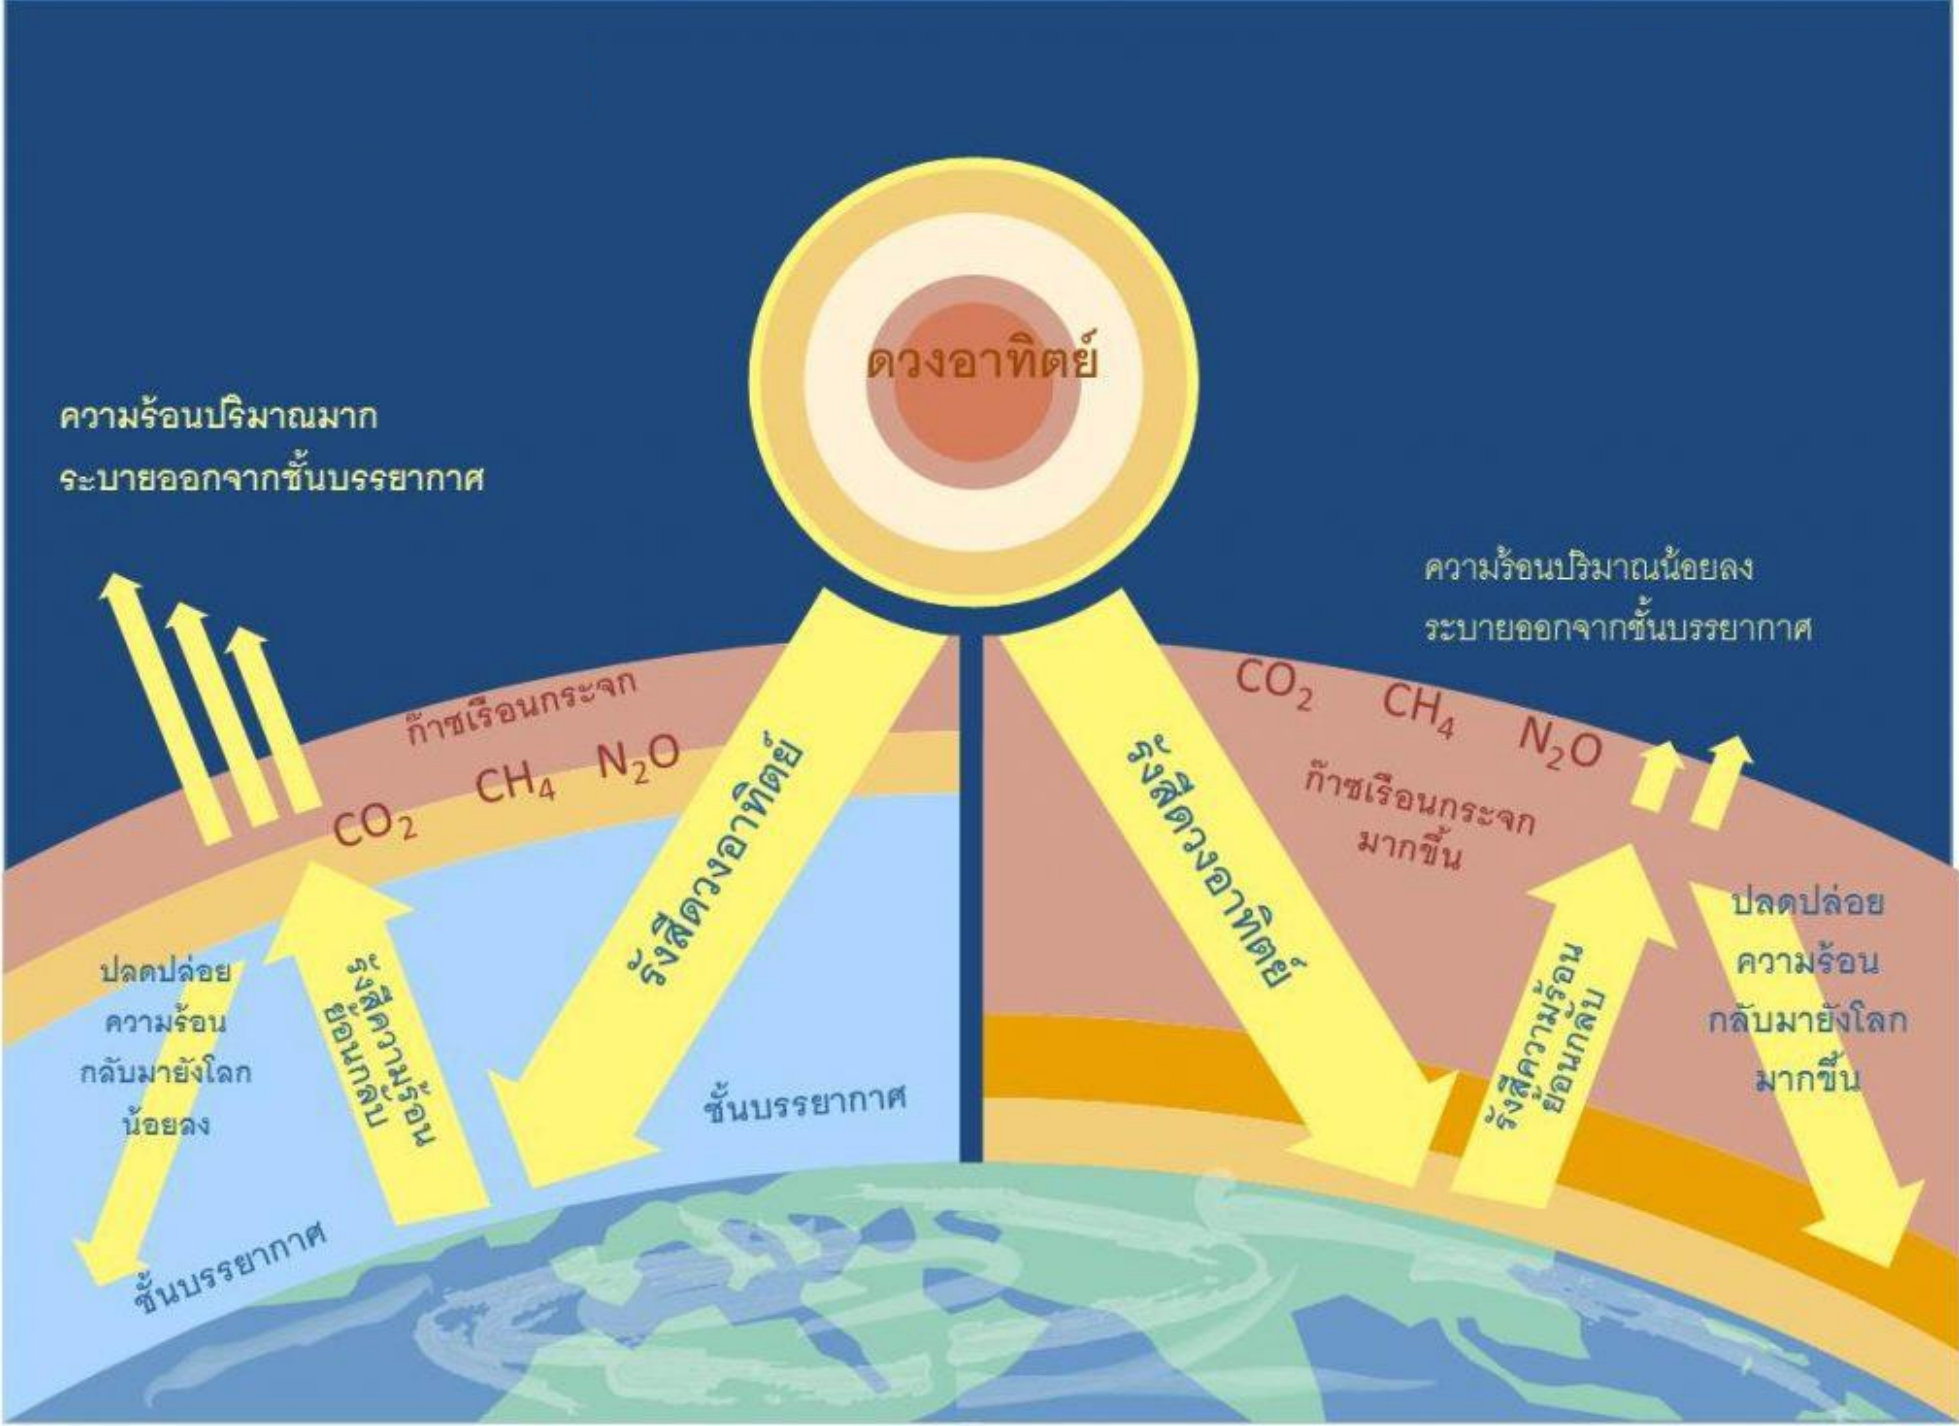 ดวงอาทิตย์
ความร้อนปริมาณมาก
ระบายออกจากชั้นบรรยากาศ
ก๊าซเรือนกระจก
CO₂ CH₄ N₂O
รังสีดวงอาทิตย์
ปลดปล่อย
ความร้อน
กลับมายังโลก
น้อยลง
รังสีความร้อน
ย้อนกลับ
ชั้นบรรยากาศ
ชั้นบรรยากาศ
ความร้อนปริมาณน้อยลง
ระบายออกจากชั้นบรรยากาศ
CO₂ CH₄ N₂O
ก๊าซเรือนกระจก
มากขึ้น
รังสีดวงอาทิตย์
รังสีความร้อน
ย้อนกลับ
ปลดปล่อย
ความร้อน
กลับมายังโลก
มากขึ้น